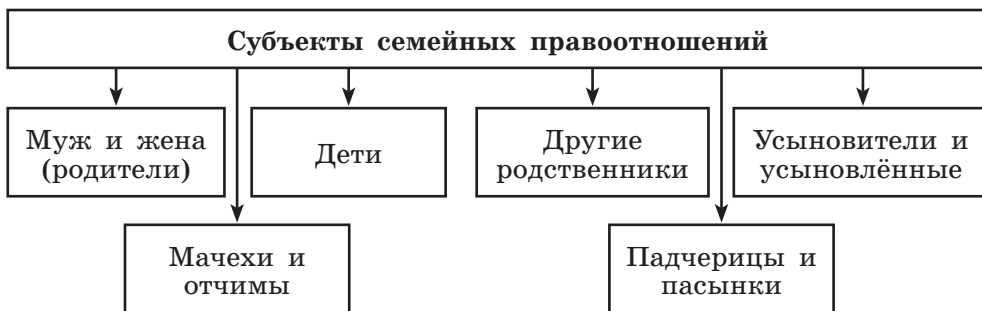 Субъекты семейных правоотношений
Муж и жена
(родители)
Дети
Другие
родственники
Усыновители и
усыновлённые
Мачехи и
отчимы
Падчерицы и
пасынки